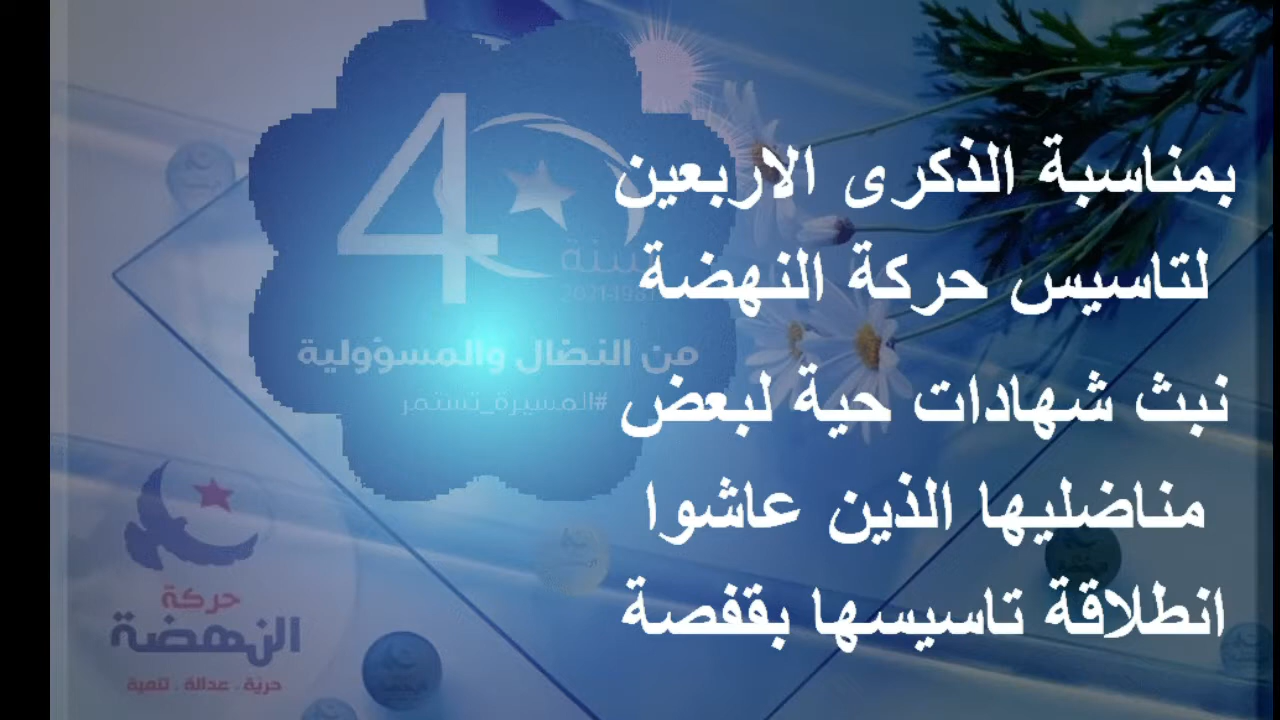 بمناسبة الذكرى الاربعين
لتاسيس حركة النهضة
نبث شهادات حية لبعض
مناضليها الذين عاشوا
انطلاقة تاسيسها بقفصة
40
سنة
2021-1981
من النضال والمسؤولية
#المسيرة_تستمر
حركة
النهضة
حرية . عدالة . تنمية